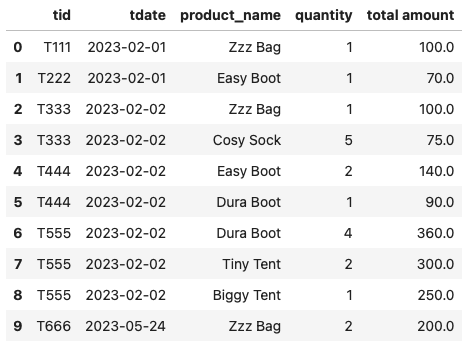 tid tdate product_name quantity total amount
0 T111 2023-02-01 Zzz Bag 1 100.0
1 T222 2023-02-01 Easy Boot 1 70.0
2 T333 2023-02-02 Zzz Bag 1 100.0
3 T333 2023-02-02 Cosy Sock 5 75.0
4 T444 2023-02-02 Easy Boot 2 140.0
5 T444 2023-02-02 Dura Boot 1 90.0
6 T555 2023-02-02 Dura Boot 4 360.0
7 T555 2023-02-02 Tiny Tent 2 300.0
8 T555 2023-02-02 Biggy Tent 1 250.0
9 T666 2023-05-24 Zzz Bag 2 200.0